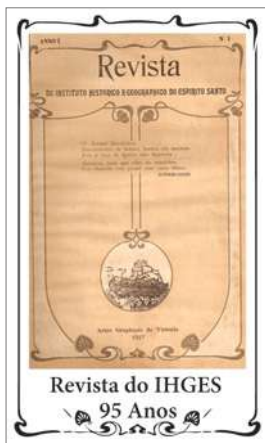 ANNO I
N. 1
Revista
DO INSTITUTO HISTORICO E GEOGRAPHICO DO ESPIRITO SANTO
Artes Graphicas de Victoria
1917
Revista do IHGES
95 Anos